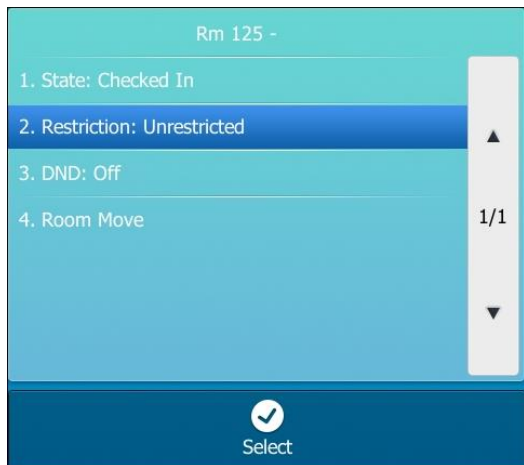 Rm 125 -
1. State: Checked In
2. Restriction: Unrestricted
3. DND: Off
4. Room Move
1/1
Select